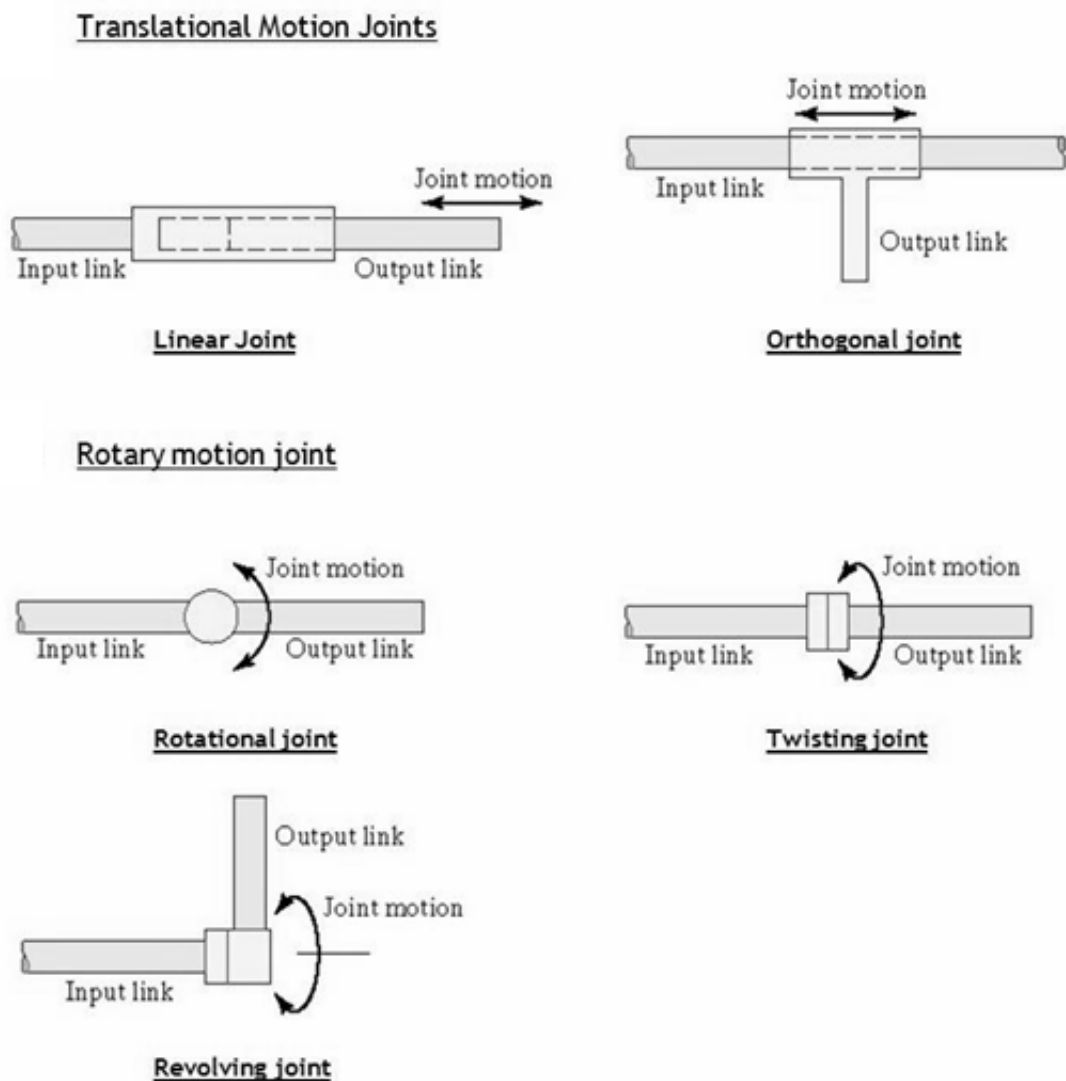 Translational Motion Joints
Joint motion
Input link
Output link
Joint motion
Input link
Output link
Linear Joint
Orthogonal joint
Rotary motion joint
Joint motion
Input link
Output link
Joint motion
Input link
Output link
Rotational joint
Twisting joint
Output link
Joint motion
Input link
Revolving joint